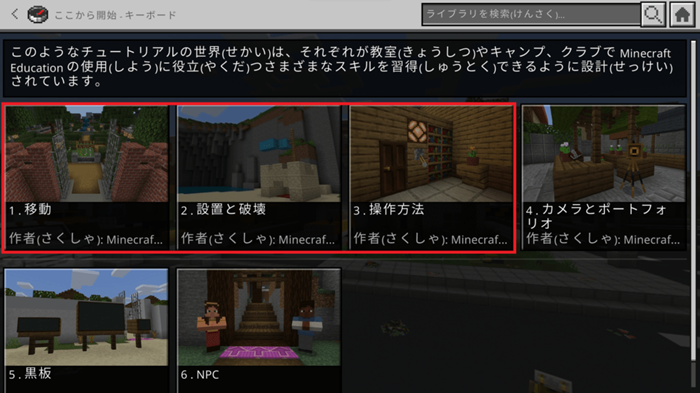 ここから開始 - キーボード
ライブラリを検索(けんさく)...
このようなチュートリアルの世界(せかい)は、それぞれが教室(きょうしつ)やキャンプ、クラブで Minecraft
Education の使用(しよう)に役立(やくだ)つさまざまなスキルを習得(しゅうとく)できるように設計(せっけい)
されています。
1.移動
作者(さくしゃ): Minecraf...
2.設置と破壊
作者(さくしゃ): Minecraf...
3.操作方法
作者(さくしゃ): Minecraf...
4.カメラとポートフォ
リオ
作者(さくしゃ): Minecraf...
5.黒板
6.NPC